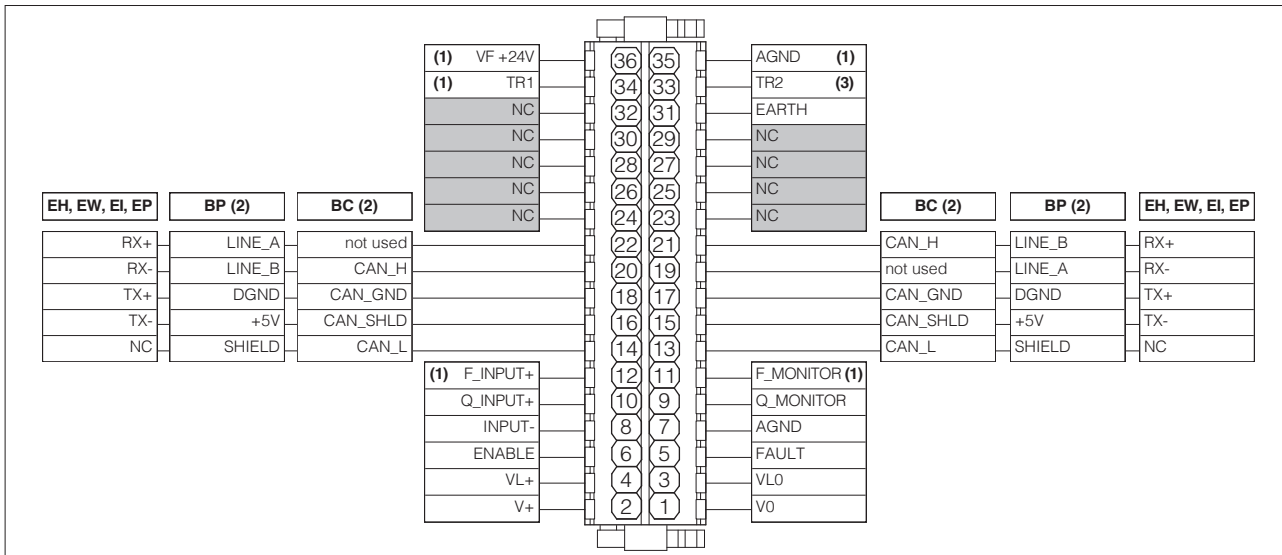 (1) VF +24V 36 35 AGND (1)
(1) TR1 34 33 TR2 (3)
NC 32 31 EARTH
NC 30 29 NC
NC 28 27 NC
NC 26 25 NC
EH, EW, EI, EP BP (2) BC (2) NC 24 23 NC BC (2) BP (2) EH, EW, EI, EP
RX+ LINE_A not used 22 21 CAN_H LINE_B RX+
RX- LINE_B CAN_H 20 19 not used LINE_A RX-
TX+ DGND CAN_GND 18 17 CAN_GND DGND TX+
TX- +5V CAN_SHLD 16 15 CAN_SHLD +5V TX-
NC SHIELD CAN_L 14 13 CAN_L SHIELD NC
(1) F_INPUT+ 12 11 F_MONITOR (1)
Q_INPUT+ 10 9 Q_MONITOR
INPUT- 8 7 AGND
ENABLE 6 5 FAULT
VL+ 4 3 VL0
V+ 2 1 V0